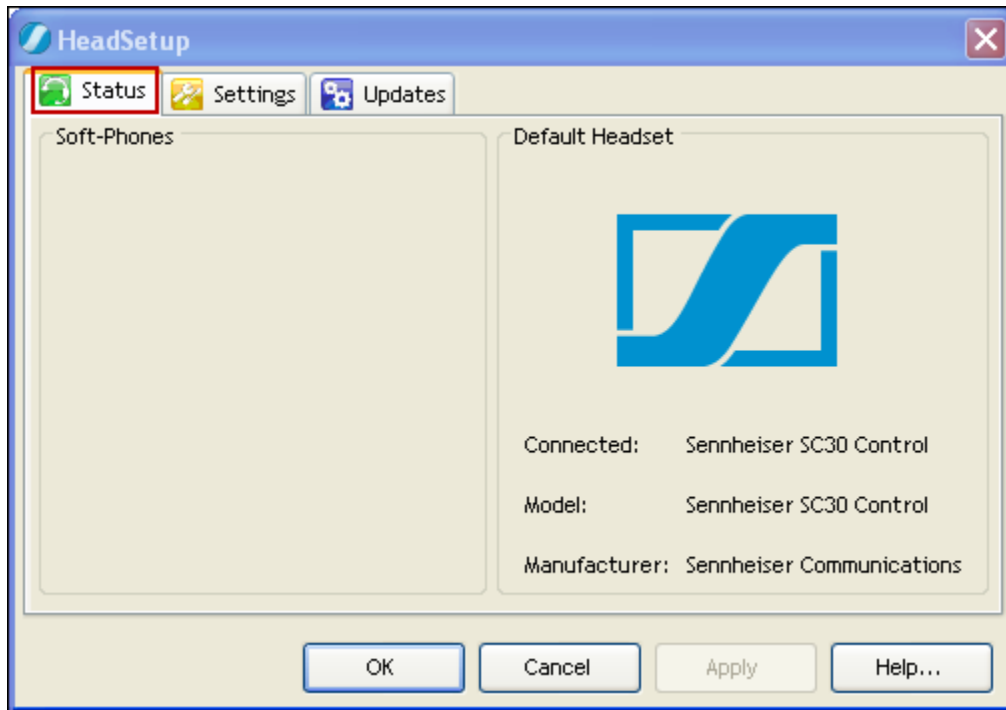 HeadSetup
Status Settings Updates
Soft-Phones
Default Headset
Connected: Sennheiser SC30 Control
Model: Sennheiser SC30 Control
Manufacturer: Sennheiser Communications
OK Cancel Apply Help...